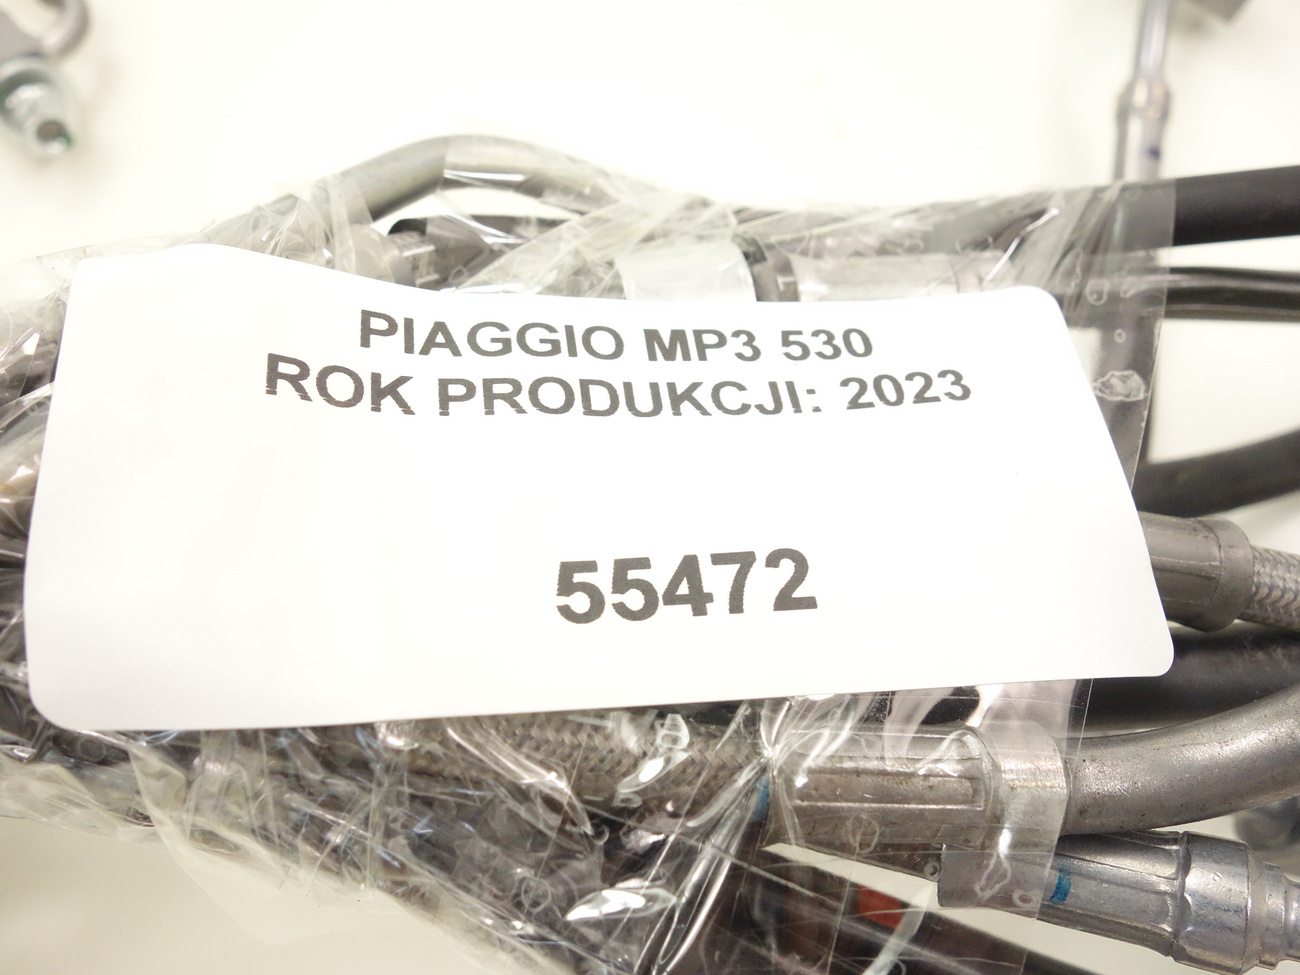 PIAGGIO MP3 530
ROK PRODUKCJI: 2023
55472